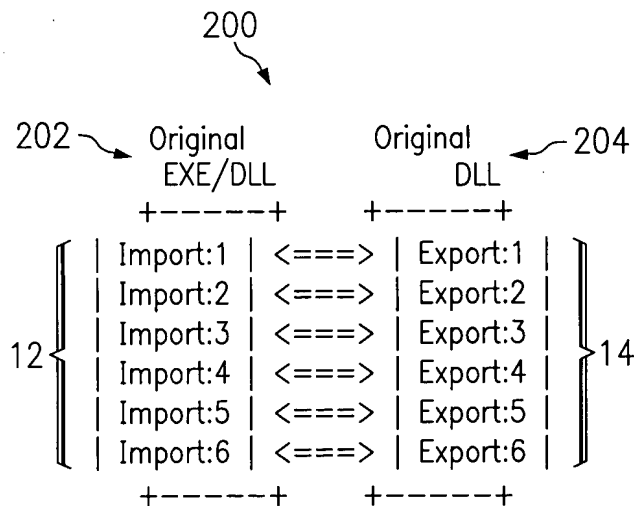 200
202 Original Original 204
EXE/DLL DLL
+------+ +------+
| Import:1 | <===> | Export:1 |
| Import:2 | <===> | Export:2 |
| Import:3 | <===> | Export:3 |
12 | Import:4 | <===> | Export:4 | 14
| Import:5 | <===> | Export:5 |
| Import:6 | <===> | Export:6 |
+------+ +------+